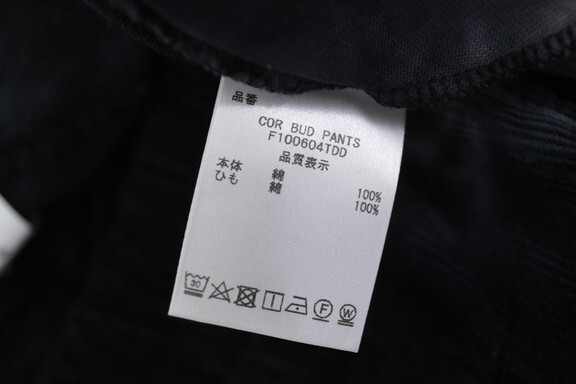 品番
COR BUD PANTS
F100604TDD
品質表示
本体 綿 100%
ひも 綿 100%
30
F
W